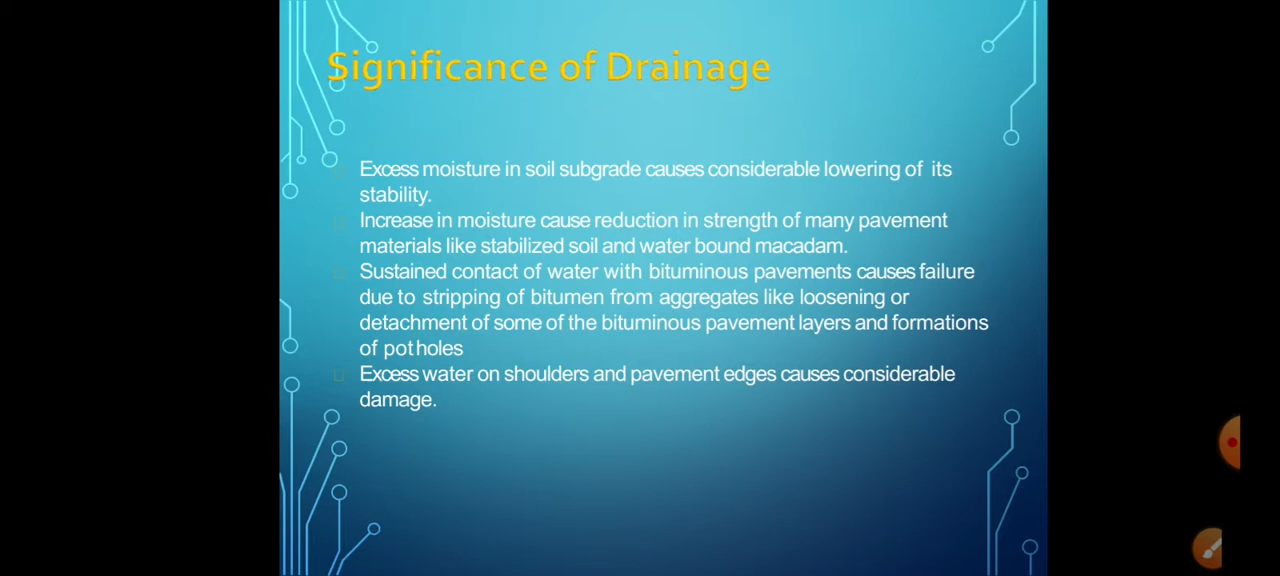 Significance of Drainage
Excess moisture in soil subgrade causes considerable lowering of its
stability.
Increase in moisture cause reduction in strength of many pavement
materials like stabilized soil and water bound macadam.
Sustained contact of water with bituminous pavements causes failure
due to stripping of bitumen from aggregates like loosening or
detachment of some of the bituminous pavement layers and formations
of pot holes
Excess water on shoulders and pavement edges causes considerable
damage.